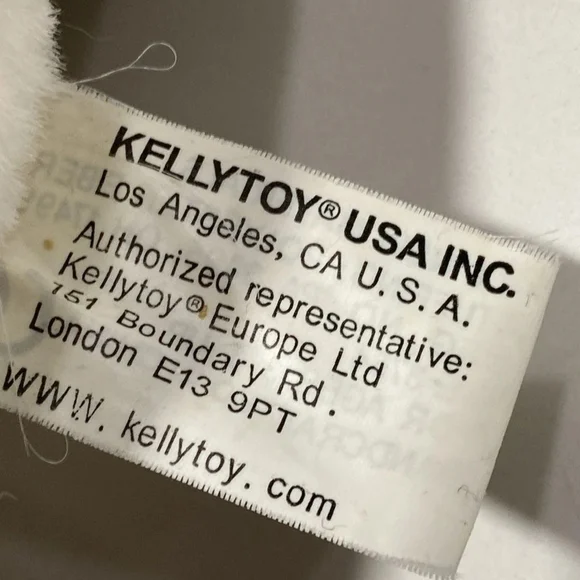 KELLYTOY® USA INC.
Los Angeles, CA U. S. A.
Authorized representative:
Kellytoy® Europe Ltd
151 Boundary Rd.
London E13 9PT
www. kellytoy. com